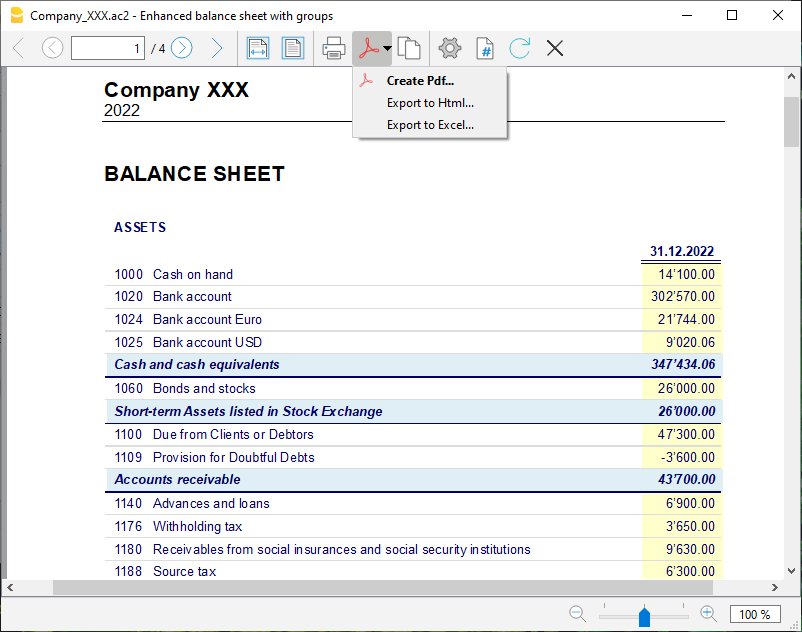 Company_XXX.ac2 - Enhanced balance sheet with groups
1 / 4
#
Create Pdf...
Export to Html...
Export to Excel...
Company XXX
2022
BALANCE SHEET
ASSETS
31.12.2022
1000 Cash on hand 14'100.00
1020 Bank account 302'570.00
1024 Bank account Euro 21'744.00
1025 Bank account USD 9'020.06
Cash and cash equivalents 347'434.06
1060 Bonds and stocks 26'000.00
Short-term Assets listed in Stock Exchange 26'000.00
1100 Due from Clients or Debtors 47'300.00
1109 Provision for Doubtful Debts -3'600.00
Accounts receivable 43'700.00
1140 Advances and loans 6'900.00
1176 Withholding tax 3'650.00
1180 Receivables from social insurances and social security institutions 9'630.00
1188 Source tax 6'300.00
100 %